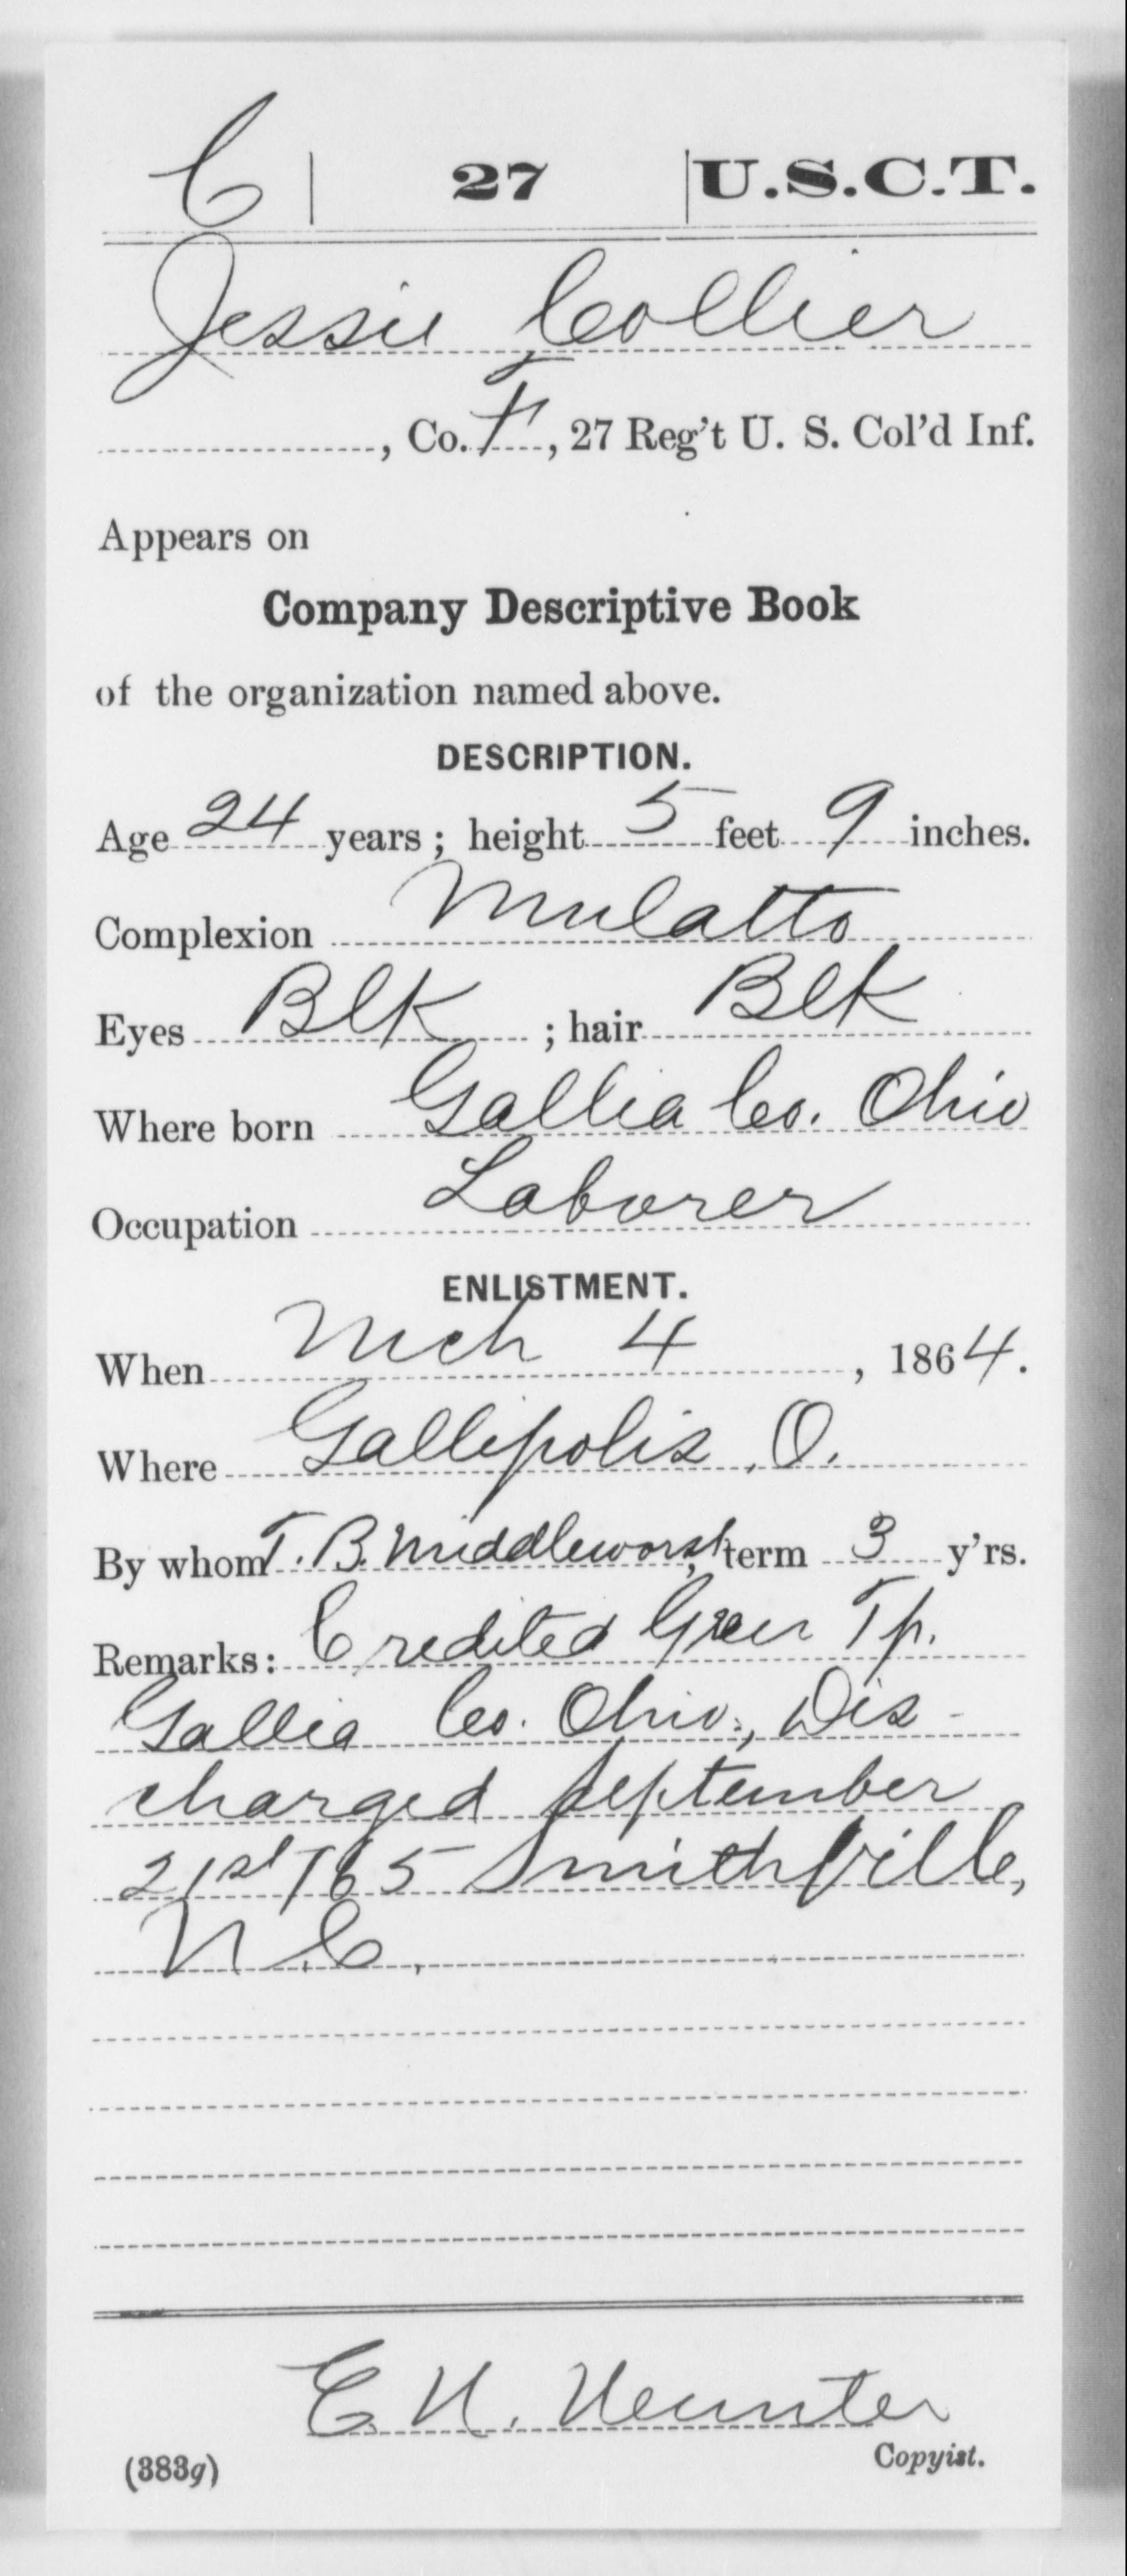 C | 27 | U.S.C.T.
Jessie Collier
, Co. F, 27 Reg't U. S. Col'd Inf.
Appears on
Company Descriptive Book
of the organization named above.
DESCRIPTION.
Age 24 years; height 5 feet 9 inches.
Complexion Mulatto
Eyes Blk ; hair Blk
Where born Gallia Co. Ohio
Occupation Laborer
ENLISTMENT.
When Mch 4, 1864.
Where Gallipolis, O.
By whom T. B. Middleworst, term 3 y'rs.
Remarks: Credited Green Tp.
Gallia Co. Ohio., Dis-
charged September
21st/65 Smithville,
N.C.
E. N.
Copyist.
(383g)